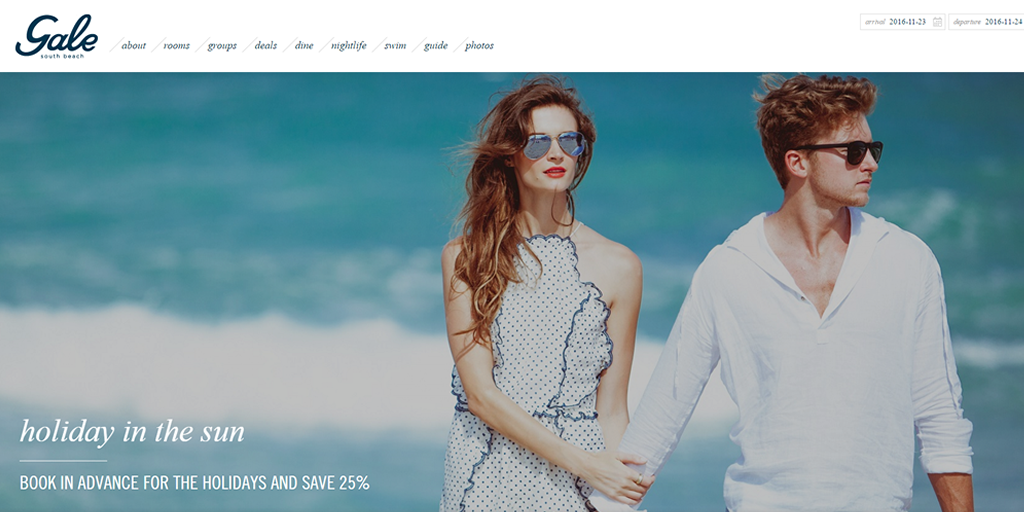 Gale
south beach
about rooms groups deals dine nightlife swim guide photos
arrival 2016-11-23 departure 2016-11-24
holiday in the sun
BOOK IN ADVANCE FOR THE HOLIDAYS AND SAVE 25%